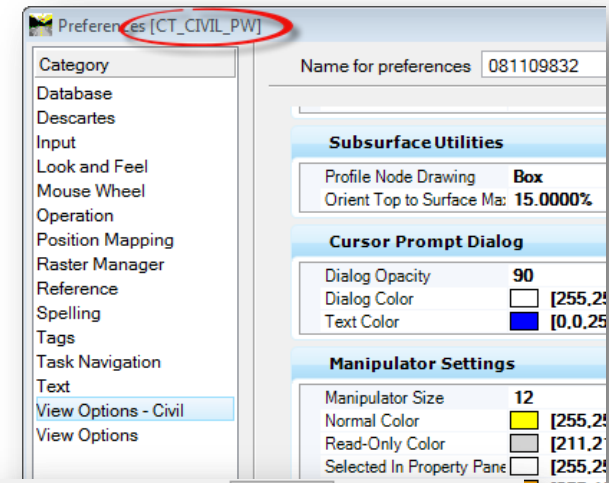 Preferences [CT_CIVIL_PW]
Category
Name for preferences 081109832
Database
Descartes
Input
Look and Feel
Mouse Wheel
Operation
Position Mapping
Raster Manager
Reference
Spelling
Tags
Task Navigation
Text
View Options - Civil
View Options
Subsurface Utilities
Profile Node Drawing Box
Orient Top to Surface Ma: 15.0000%
Cursor Prompt Dialog
Dialog Opacity 90
Dialog Color [255,25
Text Color [0,0,25
Manipulator Settings
Manipulator Size 12
Normal Color [255,25
Read-Only Color [211,21
Selected In Property Pane [255,25